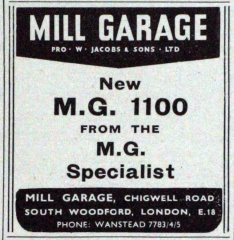 MILL GARAGE
PRO · W · JACOBS & SONS · LTD
New
M.G. 1100
FROM THE
M.G.
Specialist
MILL GARAGE, CHIGWELL ROAD
SOUTH WOODFORD, LONDON, E.18
PHONE: WANSTEAD 7783/4/5